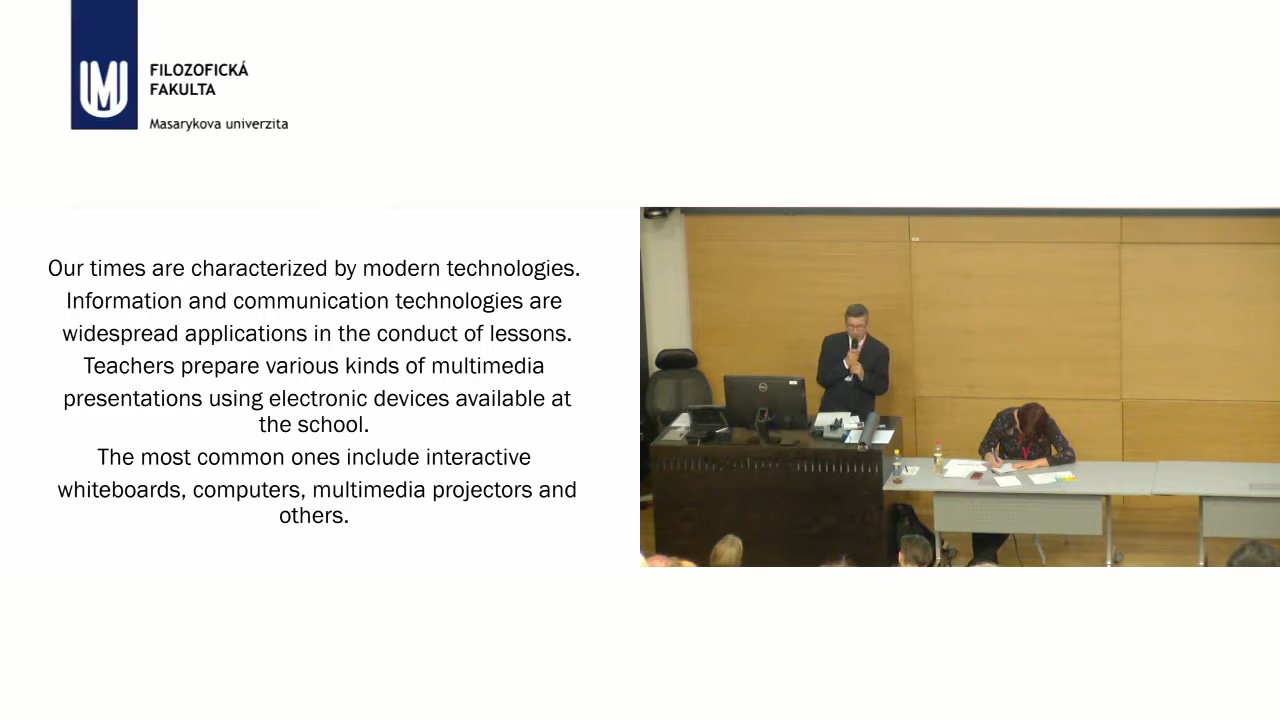 FILOZOFICKÁ
FAKULTA
Masarykova univerzita
Our times are characterized by modern technologies.
Information and communication technologies are
widespread applications in the conduct of lessons.
Teachers prepare various kinds of multimedia
presentations using electronic devices available at
the school.
The most common ones include interactive
whiteboards, computers, multimedia projectors and
others.
DELL